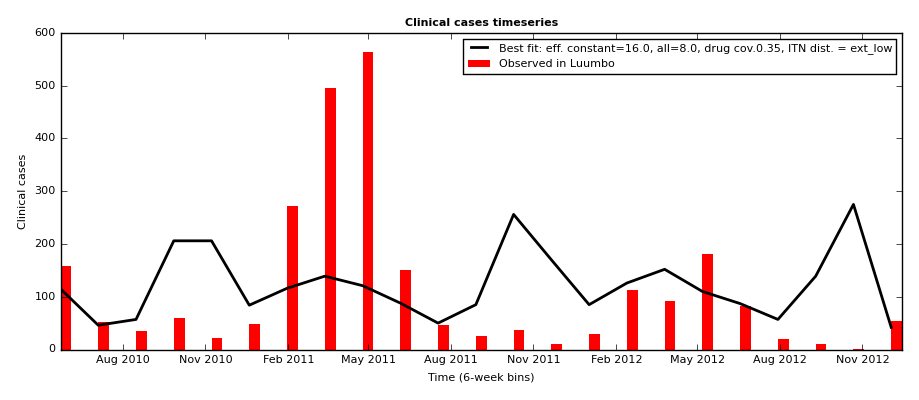 Clinical cases timeseries
Best fit: eff. constant=16.0, all=8.0, drug cov.0.35, ITN dist. = ext_low
Observed in Luumbo
600
500
400
300
200
100
0
Clinical cases
Aug 2010 Nov 2010 Feb 2011 May 2011 Aug 2011 Nov 2011 Feb 2012 May 2012 Aug 2012 Nov 2012
Time (6-week bins)